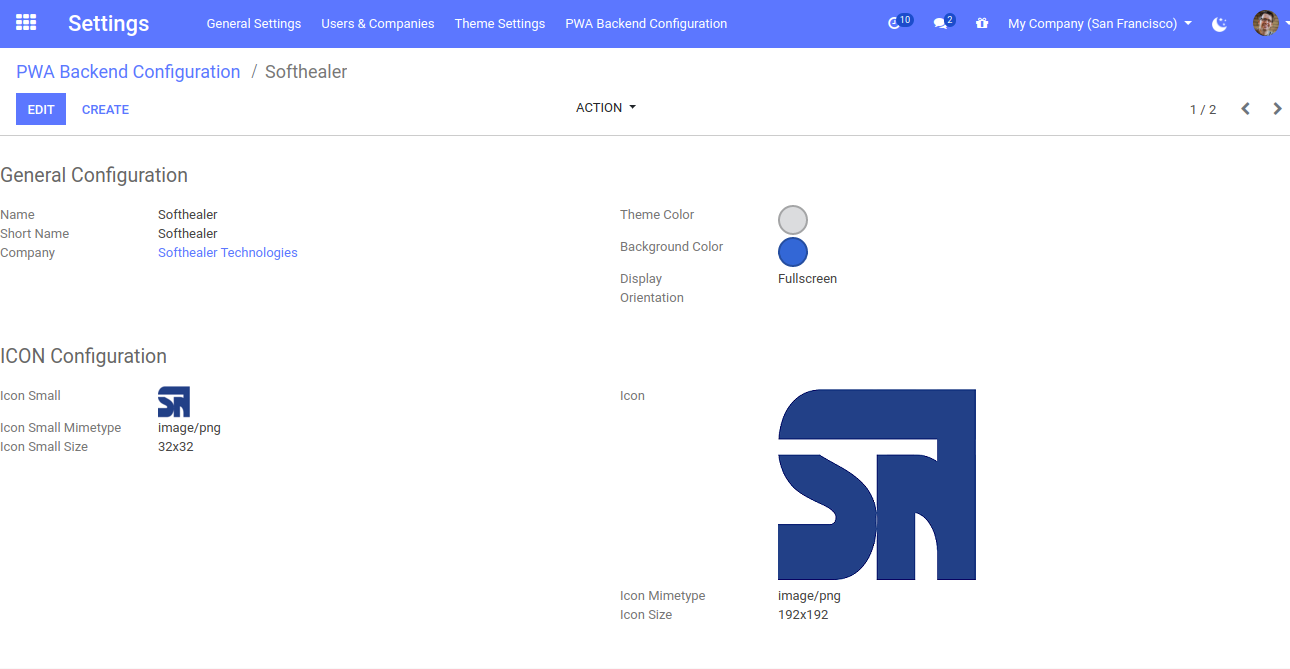 Settings General Settings Users & Companies Theme Settings PWA Backend Configuration 10 2 My Company (San Francisco)
PWA Backend Configuration / Softhealer
EDIT CREATE ACTION 1 / 2
General Configuration
Name Softhealer Theme Color
Short Name Softhealer
Company Softhealer Technologies Background Color
Display Fullscreen
Orientation
ICON Configuration
Icon Small Icon
Icon Small Mimetype image/png
Icon Small Size 32x32
Icon Mimetype image/png
Icon Size 192x192